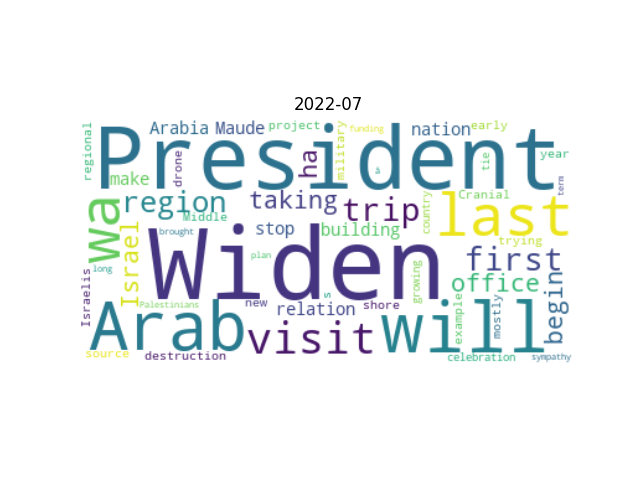 2022-07
President
Widen
Arab
will
last
visit
wa
trip
first
region
taking
office
begin
Israel
ha
Arabia
Maude
nation
project
early
year
regional
drone
military
funding
à
tie
term
make
Middle
brought
stop
building
country
Cranial
trying
long
plan
Israelis
Palestinians
new
s
relation
shore
growing
example
mostly
source
destruction
celebration
sympathy